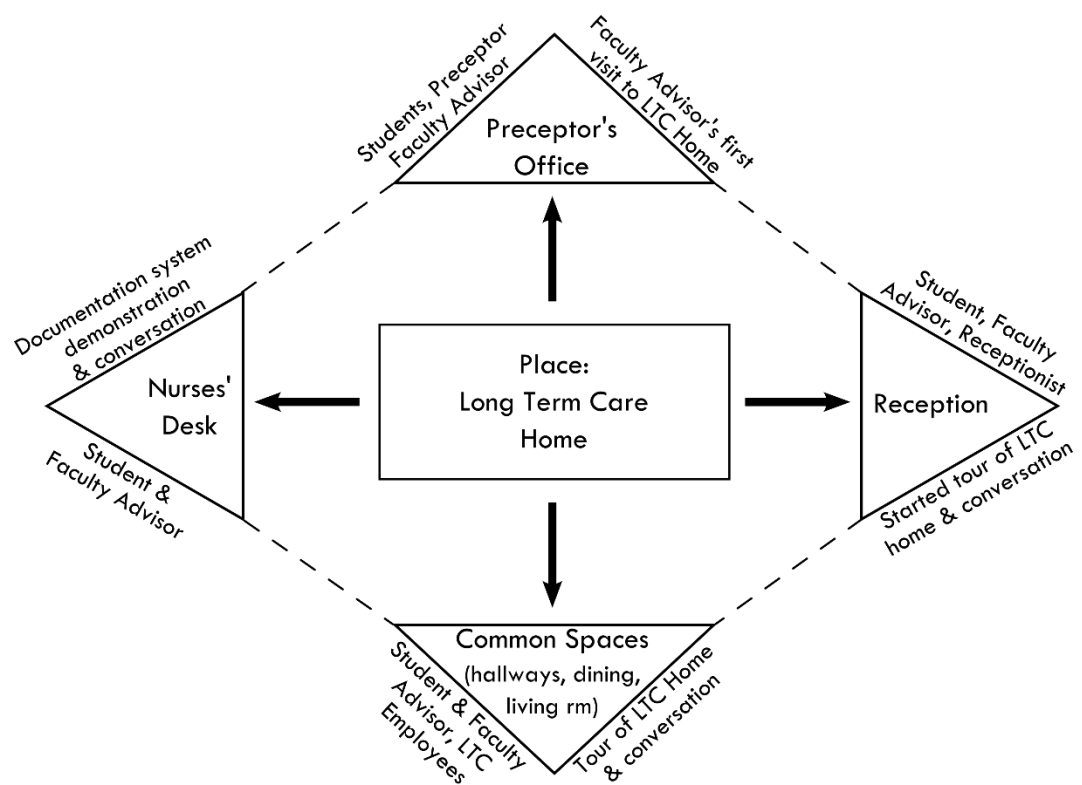 Students, Preceptor
Faculty Advisor
Faculty Advisor's first
visit to LTC Home
Preceptor's
Office
Documentation system
demonstration
& conversation
Nurses'
Desk
Student &
Faculty Advisor
Place:
Long Term Care
Home
Student, Faculty
Advisor, Receptionist
Reception
Started tour of LTC
home & conversation
Common Spaces
(hallways, dining,
living rm)
Student & Faculty
Advisor, LTC
Employees
Tour of LTC Home
& conversation